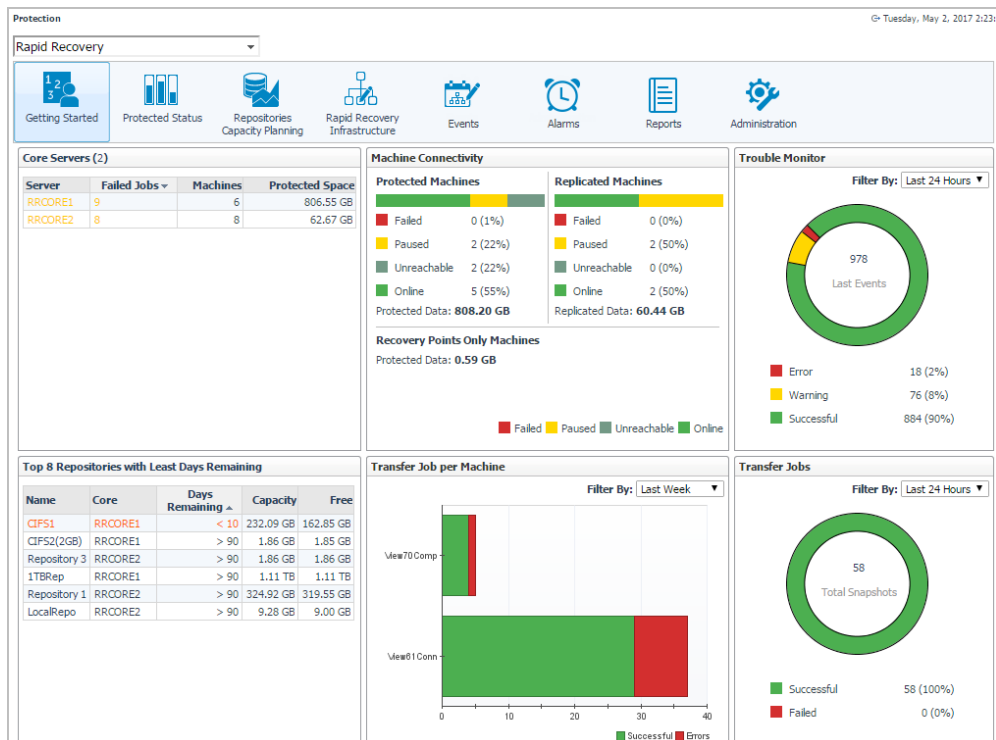 Protection
Tuesday, May 2, 2017 2:23:
Rapid Recovery
1 2 3
Getting Started
Protected Status
Repositories
Capacity Planning
Rapid Recovery
Infrastructure
Events
Alarms
Reports
Administration
Core Servers (2)
Server Failed Jobs Machines Protected Space
RRCORE1 9 6 806.55 GB
RRCORE2 8 8 62.67 GB
Machine Connectivity
Protected Machines
Failed 0 (1%)
Paused 2 (22%)
Unreachable 2 (22%)
Online 5 (55%)
Protected Data: 808.20 GB
Replicated Machines
Failed 0 (0%)
Paused 2 (50%)
Unreachable 0 (0%)
Online 2 (50%)
Replicated Data: 60.44 GB
Recovery Points Only Machines
Protected Data: 0.59 GB
Failed Paused Unreachable Online
Trouble Monitor
Filter By: Last 24 Hours
978
Last Events
Error 18 (2%)
Warning 76 (8%)
Successful 884 (90%)
Top 8 Repositories with Least Days Remaining
Name Core Days Remaining Capacity Free
CIFS1 RRCORE1 < 10 232.09 GB 162.85 GB
CIFS2(2GB) RRCORE1 > 90 1.86 GB 1.85 GB
Repository 3 RRCORE2 > 90 1.86 GB 1.86 GB
1TBRep RRCORE1 > 90 1.11 TB 1.11 TB
Repository 1 RRCORE2 > 90 324.92 GB 319.55 GB
LocalRepo RRCORE2 > 90 9.28 GB 9.00 GB
Transfer Job per Machine
Filter By: Last Week
View70Comp
View61Conn
0 10 20 30 40
Successful Errors
Transfer Jobs
Filter By: Last 24 Hours
58
Total Snapshots
Successful 58 (100%)
Failed 0 (0%)